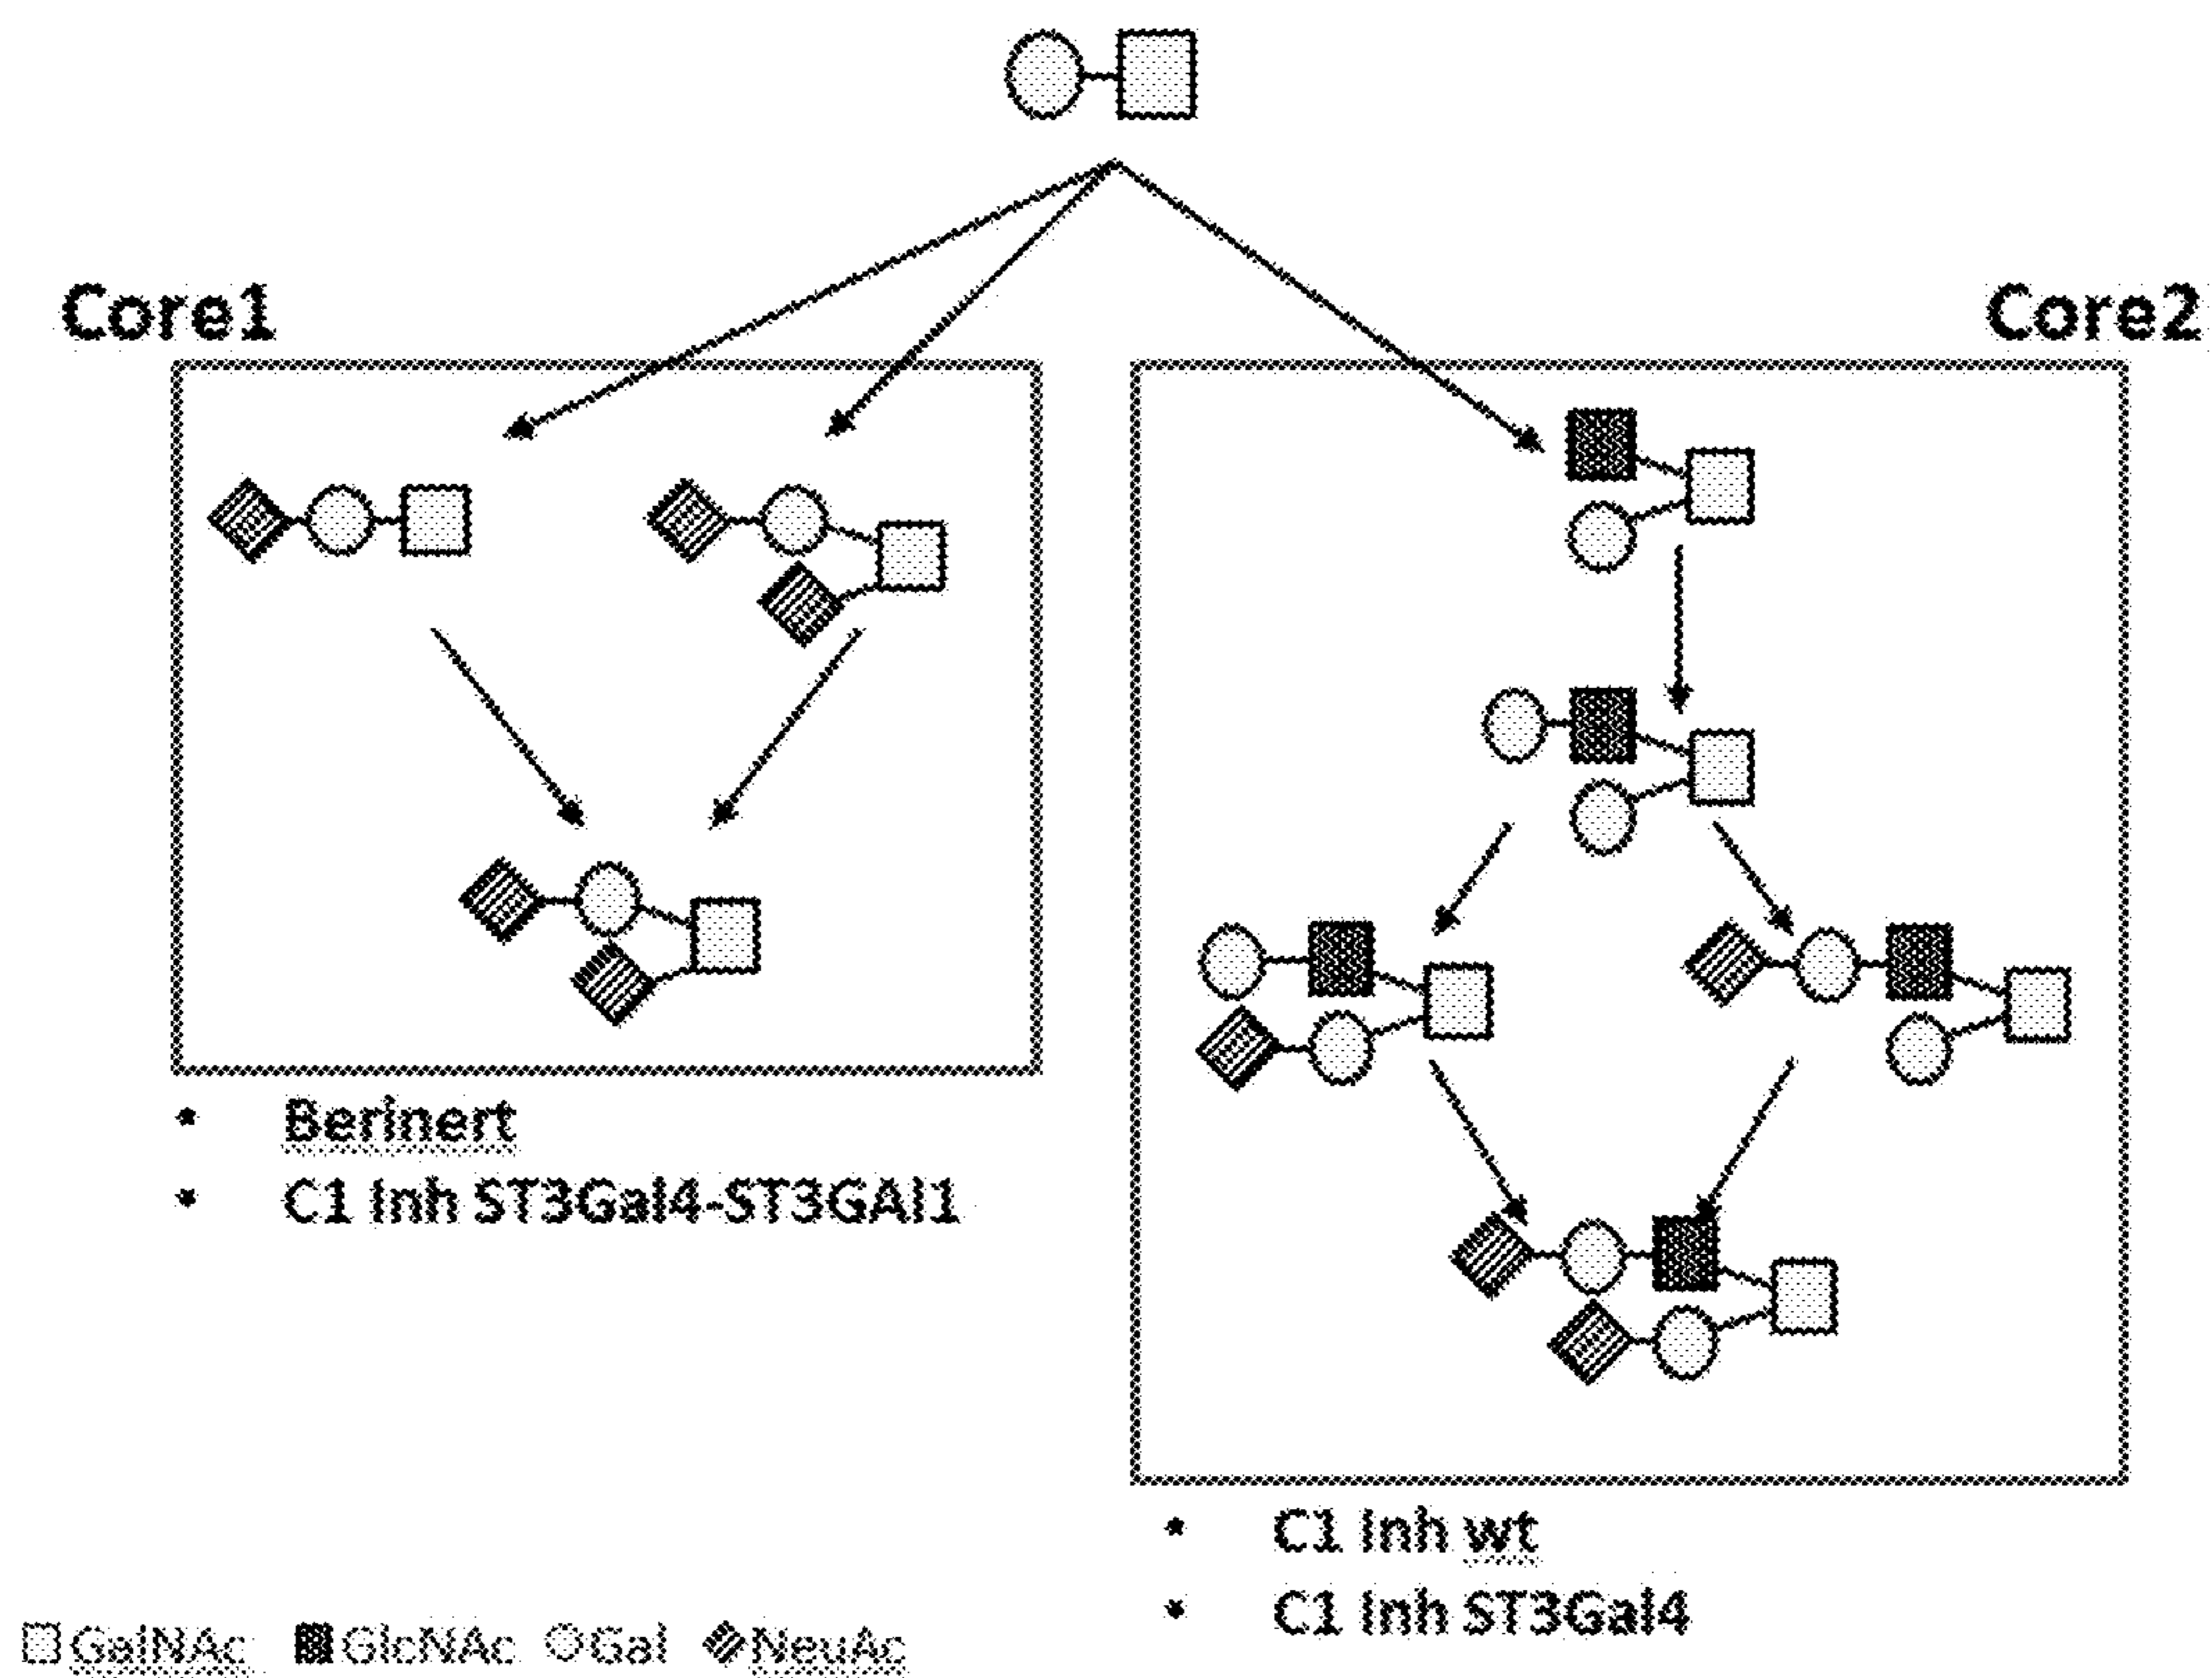 Core1
Core2
• Berinert
• C1 Inh ST3Gal4-ST3GAl1
• C1 Inh wt
• C1 Inh ST3Gal4
GalNAc GlcNAc Gal NeuAc